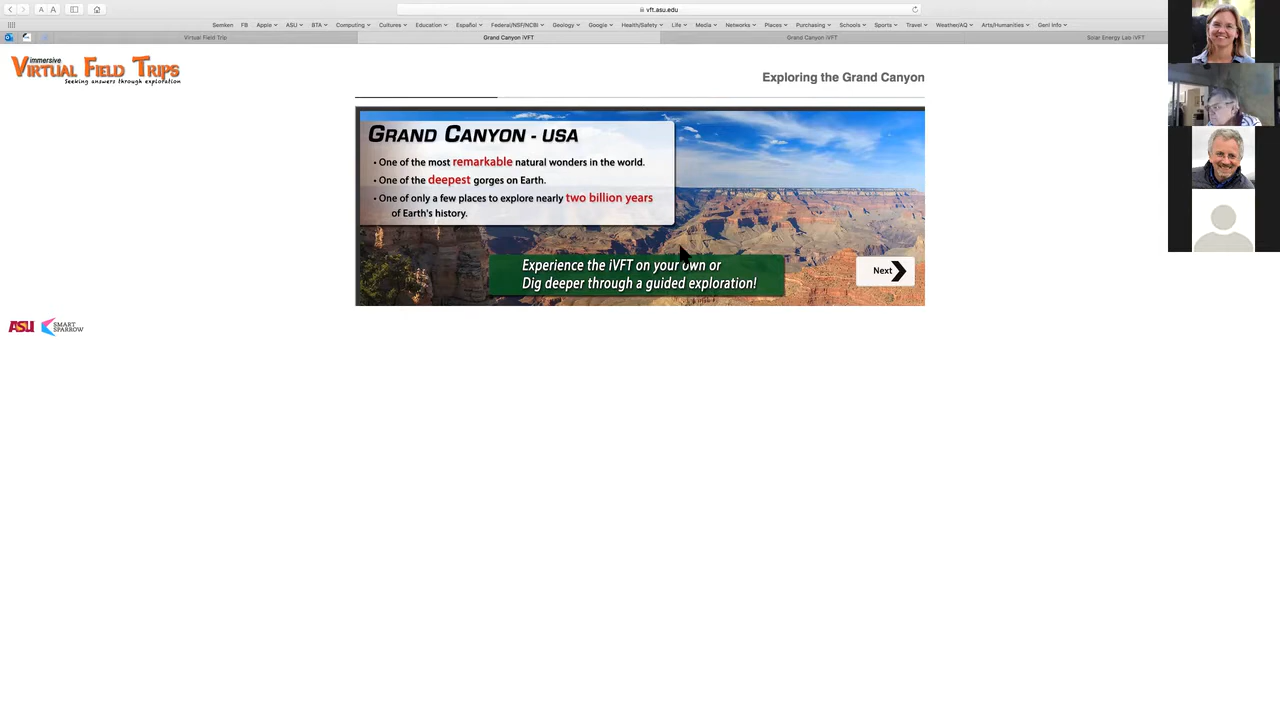 vft.asu.edu
Semken FB Apple ASU BTA Computing Cultures Education Español Federal/NSF/NCBI Geology Google Health/Safety Life Media Networks Places Purchasing Schools Sports Travel Weather/AQ Arts/Humanities Genl Info
Virtual Field Trip Grand Canyon iVFT Grand Canyon iVFT Solar Energy Lab iVFT
immersive
VIRTUAL FIELD TRIPS
Seeking answers through exploration
Exploring the Grand Canyon
GRAND CANYON - USA
• One of the most remarkable natural wonders in the world.
• One of the deepest gorges on Earth.
• One of only a few places to explore nearly two billion years
of Earth's history.
Experience the iVFT on your own or
Dig deeper through a guided exploration!
Next
ASU SMART
SPARROW